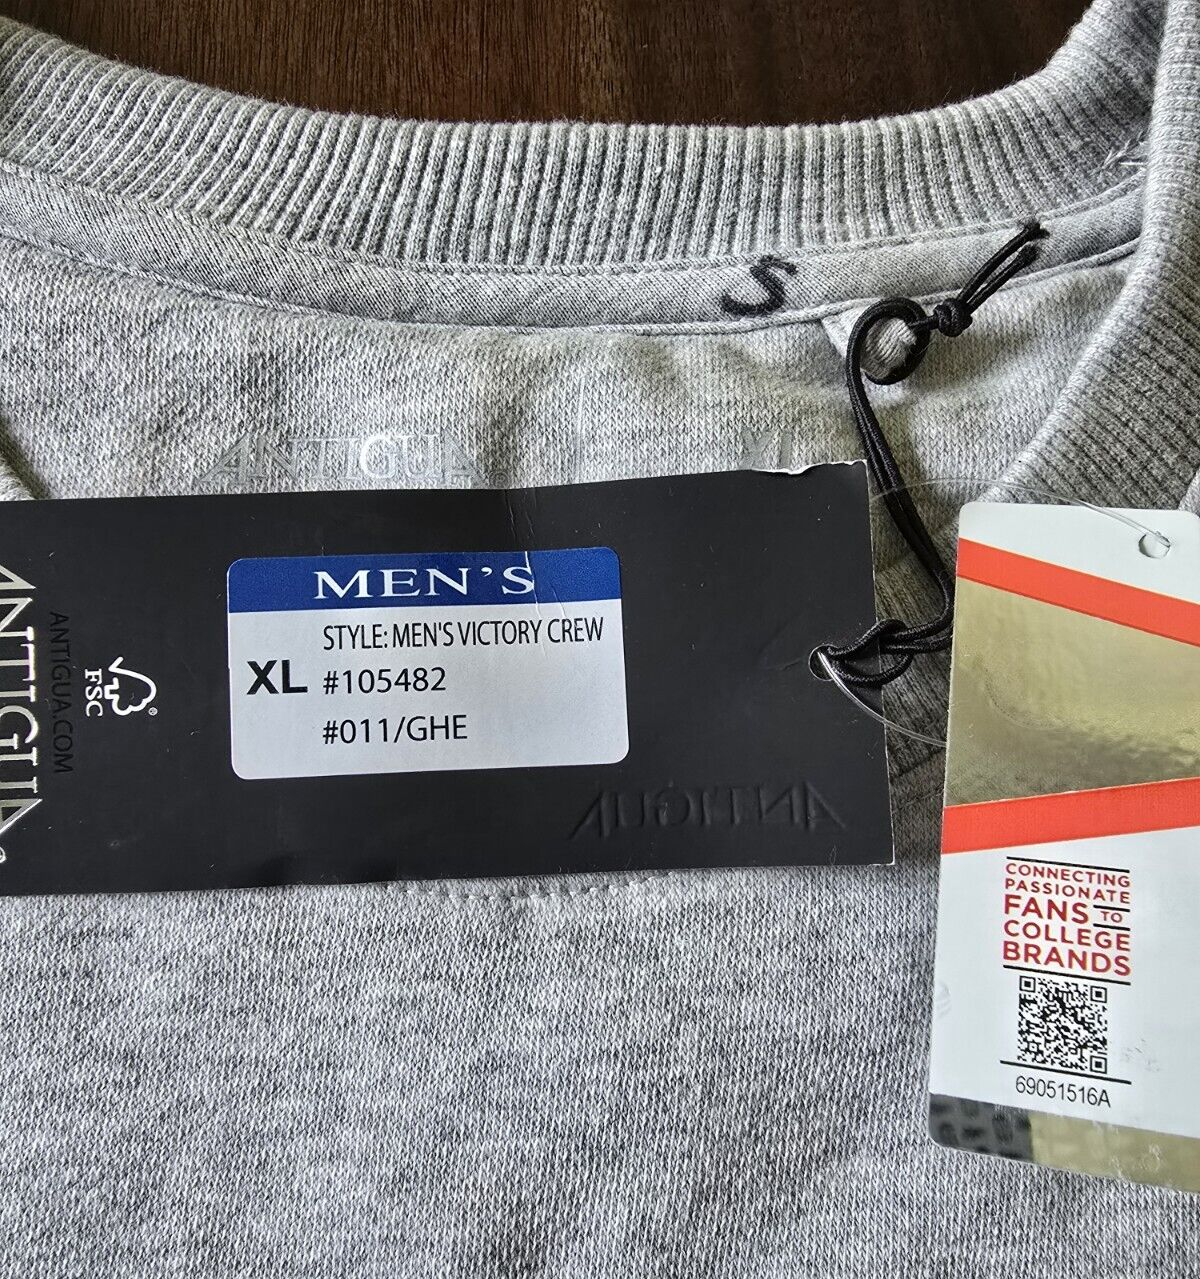 S
ANTIGUA® XL
MEN'S
STYLE: MEN'S VICTORY CREW
XL #105482
#011/GHE
ANTIGUA
ANTIGUA®
ANTIGUA.COM
FSC®
CONNECTING
PASSIONATE
FANS TO
COLLEGE
BRANDS
69051516A